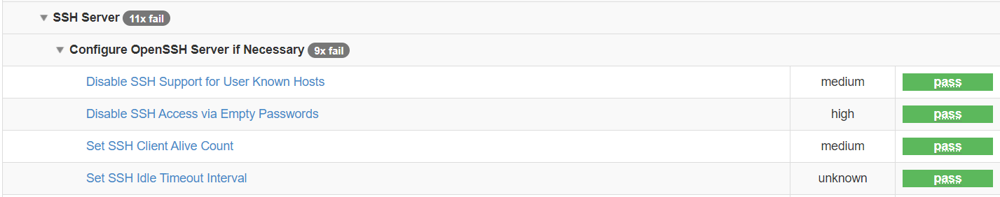 SSH Server 11x fail
Configure OpenSSH Server if Necessary 9x fail
Disable SSH Support for User Known Hosts medium pass
Disable SSH Access via Empty Passwords high pass
Set SSH Client Alive Count medium pass
Set SSH Idle Timeout Interval unknown pass